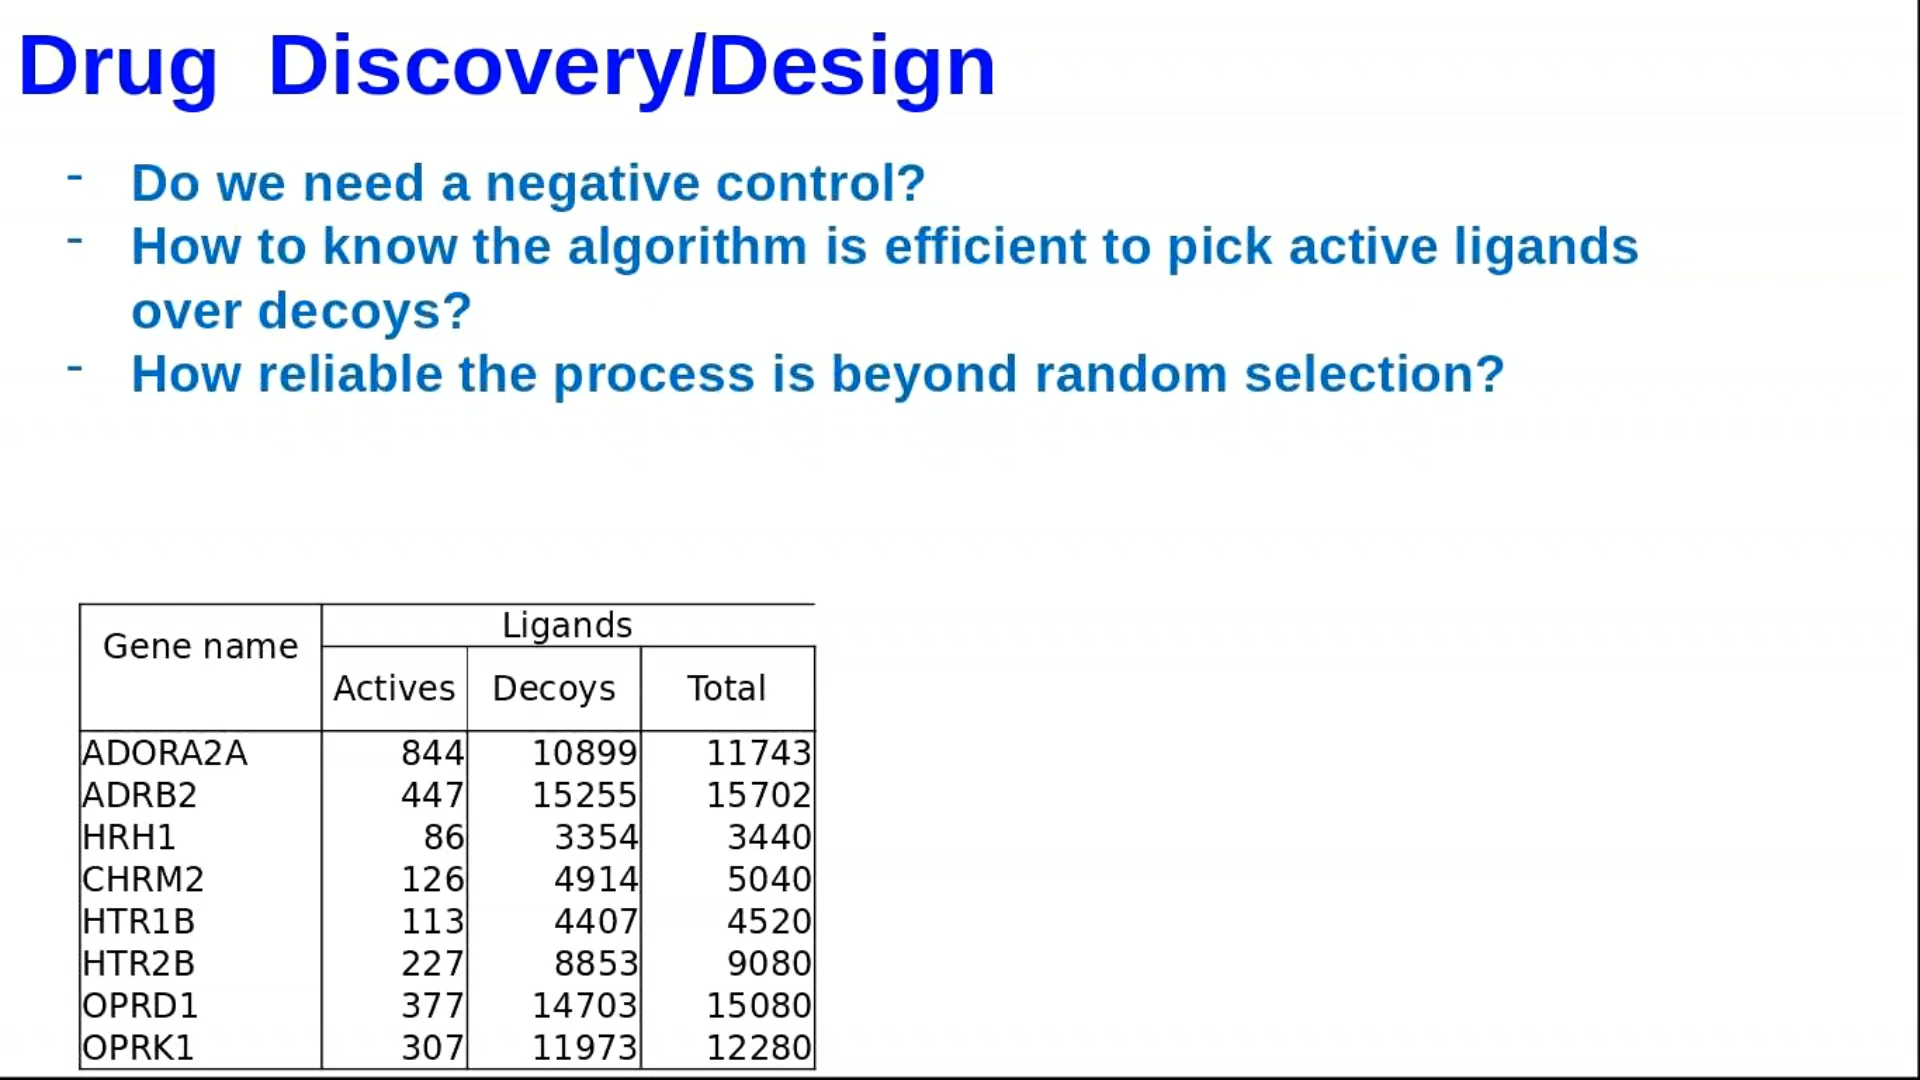 Drug Discovery/Design
- Do we need a negative control?
- How to know the algorithm is efficient to pick active ligands
over decoys?
- How reliable the process is beyond random selection?
Gene name Ligands
Actives Decoys Total
ADORA2A 844 10899 11743
ADRB2 447 15255 15702
HRH1 86 3354 3440
CHRM2 126 4914 5040
HTR1B 113 4407 4520
HTR2B 227 8853 9080
OPRD1 377 14703 15080
OPRK1 307 11973 12280